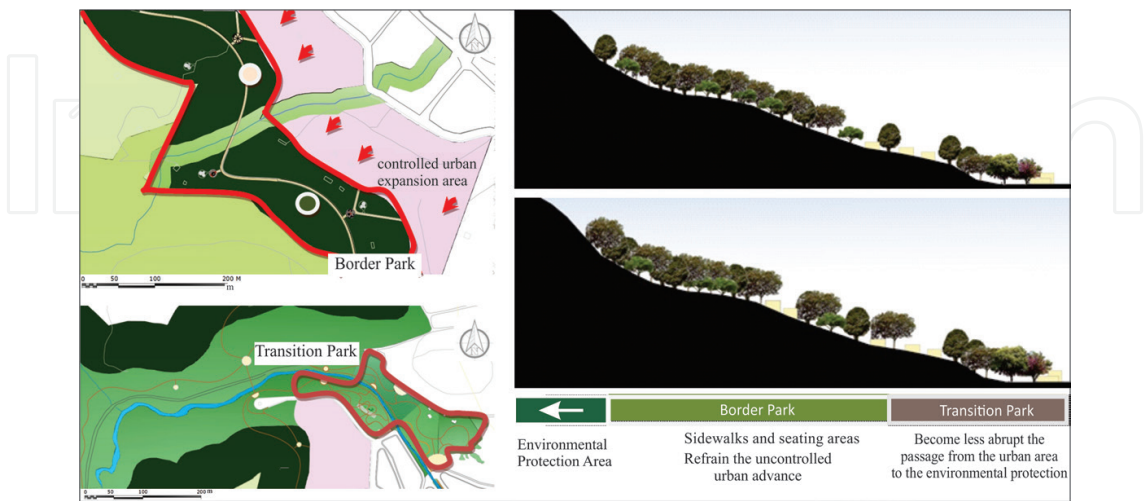 controlled urban
expansion area
Border Park
0 50 100 200 M
m
Transition Park
0 50 100 200 m
Border Park
Transition Park
Environmental
Protection Area
Sidewalks and seating areas
Refrain the uncontrolled
urban advance
Become less abrupt the
passage from the urban area
to the environmental protection